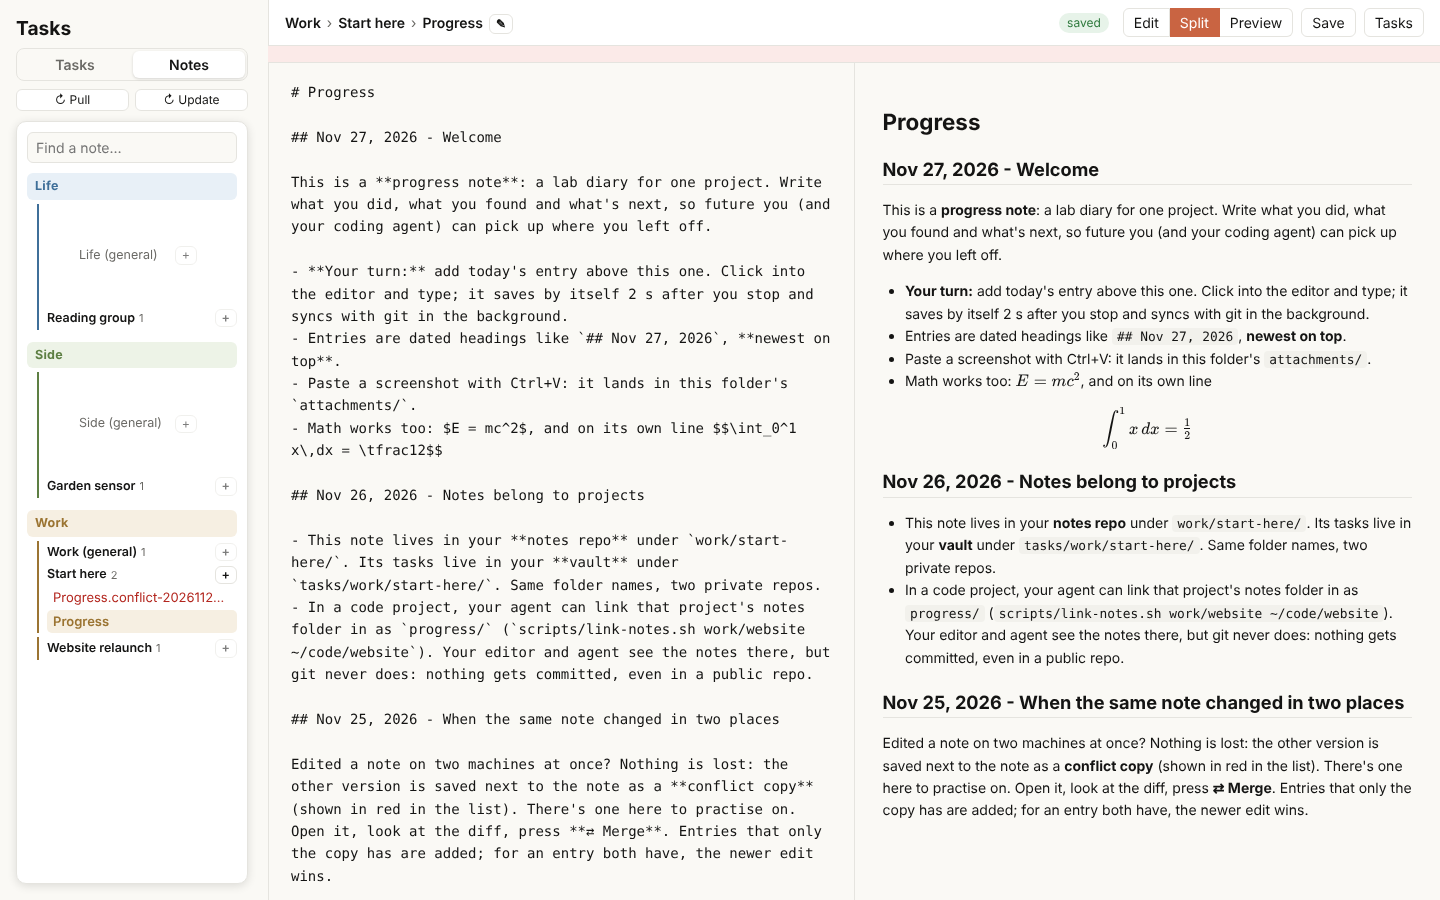 Tasks
Tasks
Notes
↻ Pull
↻ Update
Find a note...
Life
Life (general)
+
Reading group 1
+
Side
Side (general)
+
Garden sensor 1
+
Work
Work (general) 1
+
Start here 2
+
Progress.conflict-2026112...
Progress
Website relaunch 1
+
Work › Start here › Progress ✎
saved
Edit
Split
Preview
Save
Tasks
# Progress
## Nov 27, 2026 - Welcome
This is a **progress note**: a lab diary for one project. Write
what you did, what you found and what's next, so future you (and
your coding agent) can pick up where you left off.
- **Your turn:** add today's entry above this one. Click into
the editor and type; it saves by itself 2 s after you stop and
syncs with git in the background.
- Entries are dated headings like `## Nov 27, 2026`, **newest on
top**.
- Paste a screenshot with Ctrl+V: it lands in this folder's
`attachments/`.
- Math works too: $E = mc^2$, and on its own line $$\int_0^1
x\,dx = \tfrac12$$
## Nov 26, 2026 - Notes belong to projects
- This note lives in your **notes repo** under `work/start-
here/`. Its tasks live in your **vault** under
`tasks/work/start-here/`. Same folder names, two private repos.
- In a code project, your agent can link that project's notes
folder in as `progress/` (`scripts/link-notes.sh work/website
~/code/website`). Your editor and agent see the notes there, but
git never does: nothing gets committed, even in a public repo.
## Nov 25, 2026 - When the same note changed in two places
Edited a note on two machines at once? Nothing is lost: the
other version is saved next to the note as a **conflict copy**
(shown in red in the list). There's one here to practise on.
Open it, look at the diff, press **⇄ Merge**. Entries that only
the copy has are added; for an entry both have, the newer edit
wins.
Progress
Nov 27, 2026 - Welcome
This is a progress note: a lab diary for one project. Write what you did, what
you found and what's next, so future you (and your coding agent) can pick up
where you left off.
• Your turn: add today's entry above this one. Click into the editor and type; it
saves by itself 2 s after you stop and syncs with git in the background.
• Entries are dated headings like ## Nov 27, 2026 , newest on top.
• Paste a screenshot with Ctrl+V: it lands in this folder's attachments/ .
• Math works too: E = mc², and on its own line
∫₀¹ x dx = ½
Nov 26, 2026 - Notes belong to projects
• This note lives in your notes repo under work/start-here/ . Its tasks live in
your vault under tasks/work/start-here/ . Same folder names, two
private repos.
• In a code project, your agent can link that project's notes folder in as
progress/ ( scripts/link-notes.sh work/website ~/code/website ).
Your editor and agent see the notes there, but git never does: nothing gets
committed, even in a public repo.
Nov 25, 2026 - When the same note changed in two places
Edited a note on two machines at once? Nothing is lost: the other version is
saved next to the note as a conflict copy (shown in red in the list). There's one
here to practise on. Open it, look at the diff, press ⇄ Merge. Entries that only the
copy has are added; for an entry both have, the newer edit wins.